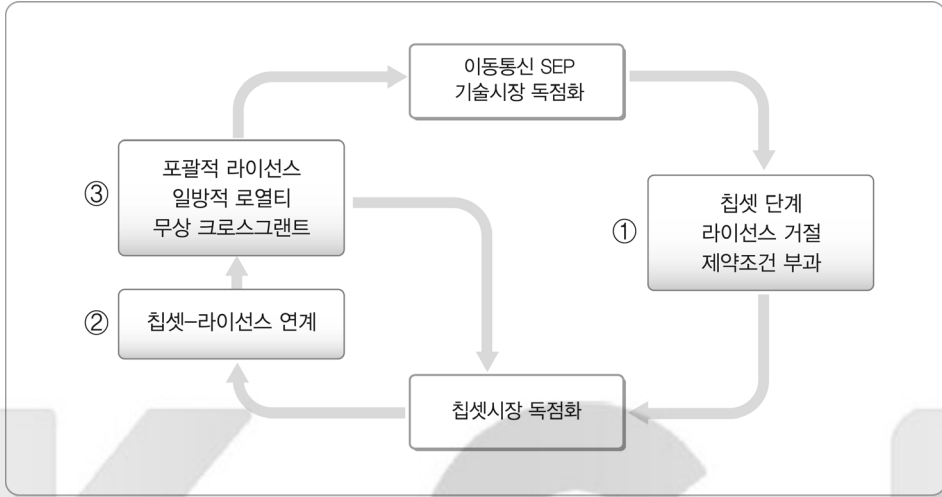 이동통신 SEP
기술시장 독점화
③
포괄적 라이선스
일방적 로열티
무상 크로스그랜트
①
칩셋 단계
라이선스 거절
제약조건 부과
②
칩셋-라이선스 연계
칩셋시장 독점화